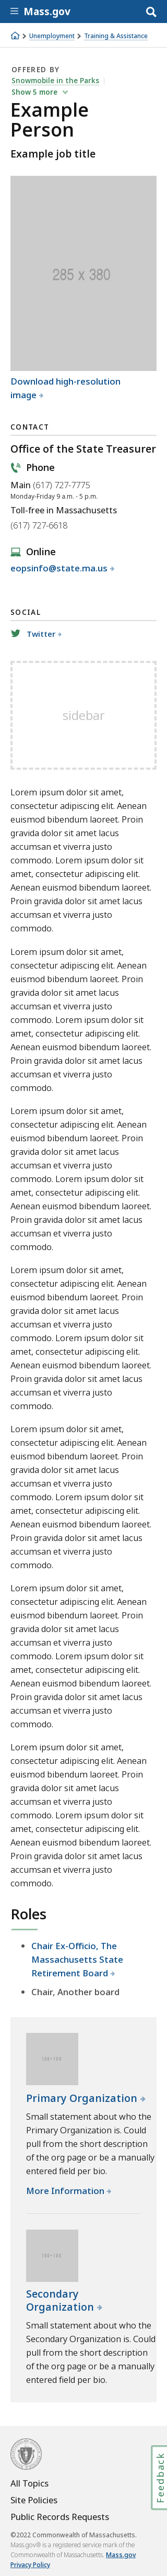 Mass.gov
Unemployment Training & Assistance
OFFERED BY
Snowmobile in the Parks
Show 5 more
Example
Person
Example job title
285 x 380
Download high-resolution
image
CONTACT
Office of the State Treasurer
Phone
Main (617) 727-7775
Monday-Friday 9 a.m. - 5 p.m.
Toll-free in Massachusetts
(617) 727-6618
Online
eopsinfo@state.ma.us
SOCIAL
Twitter
sidebar
Lorem ipsum dolor sit amet,
consectetur adipiscing elit. Aenean
euismod bibendum laoreet. Proin
gravida dolor sit amet lacus
accumsan et viverra justo
commodo. Lorem ipsum dolor sit
amet, consectetur adipiscing elit.
Aenean euismod bibendum laoreet.
Proin gravida dolor sit amet lacus
accumsan et viverra justo
commodo.
Lorem ipsum dolor sit amet,
consectetur adipiscing elit. Aenean
euismod bibendum laoreet. Proin
gravida dolor sit amet lacus
accumsan et viverra justo
commodo. Lorem ipsum dolor sit
amet, consectetur adipiscing elit.
Aenean euismod bibendum laoreet.
Proin gravida dolor sit amet lacus
accumsan et viverra justo
commodo.
Lorem ipsum dolor sit amet,
consectetur adipiscing elit. Aenean
euismod bibendum laoreet. Proin
gravida dolor sit amet lacus
accumsan et viverra justo
commodo. Lorem ipsum dolor sit
amet, consectetur adipiscing elit.
Aenean euismod bibendum laoreet.
Proin gravida dolor sit amet lacus
accumsan et viverra justo
commodo.
Lorem ipsum dolor sit amet,
consectetur adipiscing elit. Aenean
euismod bibendum laoreet. Proin
gravida dolor sit amet lacus
accumsan et viverra justo
commodo. Lorem ipsum dolor sit
amet, consectetur adipiscing elit.
Aenean euismod bibendum laoreet.
Proin gravida dolor sit amet lacus
accumsan et viverra justo
commodo.
Lorem ipsum dolor sit amet,
consectetur adipiscing elit. Aenean
euismod bibendum laoreet. Proin
gravida dolor sit amet lacus
accumsan et viverra justo
commodo. Lorem ipsum dolor sit
amet, consectetur adipiscing elit.
Aenean euismod bibendum laoreet.
Proin gravida dolor sit amet lacus
accumsan et viverra justo
commodo.
Lorem ipsum dolor sit amet,
consectetur adipiscing elit. Aenean
euismod bibendum laoreet. Proin
gravida dolor sit amet lacus
accumsan et viverra justo
commodo. Lorem ipsum dolor sit
amet, consectetur adipiscing elit.
Aenean euismod bibendum laoreet.
Proin gravida dolor sit amet lacus
accumsan et viverra justo
commodo.
Lorem ipsum dolor sit amet,
consectetur adipiscing elit. Aenean
euismod bibendum laoreet. Proin
gravida dolor sit amet lacus
accumsan et viverra justo
commodo. Lorem ipsum dolor sit
amet, consectetur adipiscing elit.
Aenean euismod bibendum laoreet.
Proin gravida dolor sit amet lacus
accumsan et viverra justo
commodo.
Roles
Chair Ex-Officio, The
Massachusetts State
Retirement Board
Chair, Another board
Primary Organization
Small statement about who the
Primary Organization is. Could
pull from the short description
of the org page or be a manually
entered field per bio.
More Information
Secondary
Organization
Small statement about who the
Secondary Organization is. Could
pull from the short description
of the org page or be a manually
entered field per bio.
Feedback
All Topics
Site Policies
Public Records Requests
©2022 Commonwealth of Massachusetts.
Mass.gov® is a registered service mark of the
Commonwealth of Massachusetts. Mass.gov
Privacy Policy